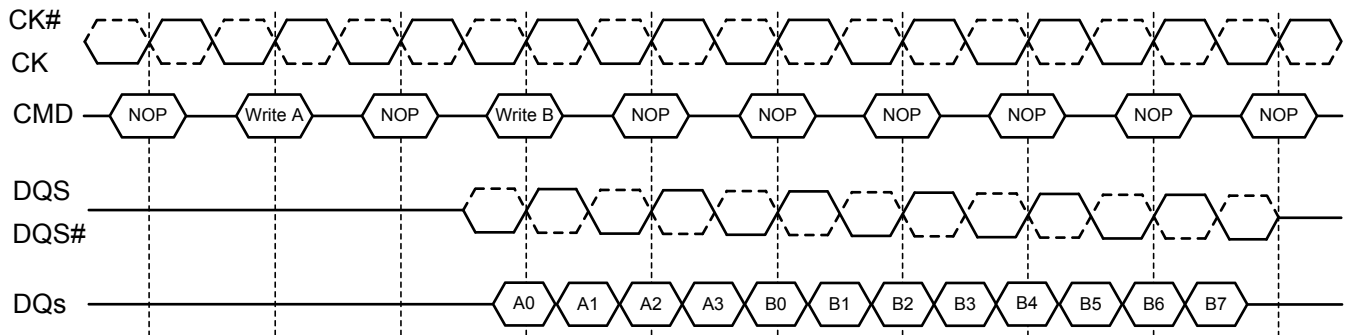 CK#
CK
CMD NOP Write A NOP Write B NOP NOP NOP NOP NOP NOP
DQS
DQS#
DQs A0 A1 A2 A3 B0 B1 B2 B3 B4 B5 B6 B7